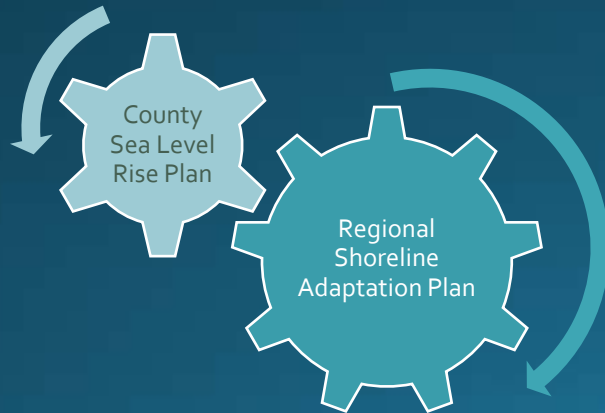 County
Sea Level
Rise Plan
Regional
Shoreline
Adaptation Plan